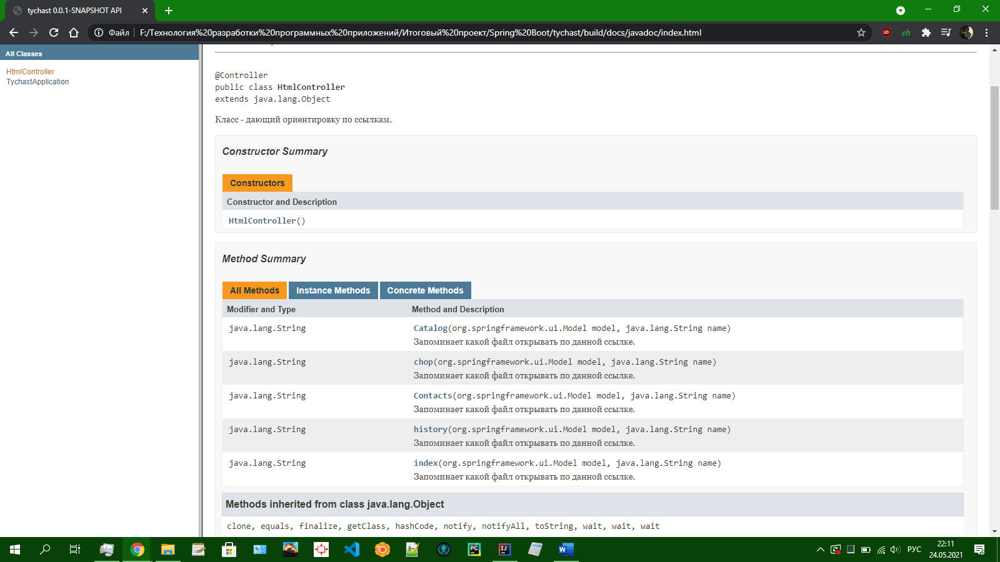 tychast 0.0.1-SNAPSHOT API
Файл
F:/Технология%20разработки%20программных%20приложений/Итоговый%20проект/Spring%20Boot/tychast/build/docs/javadoc/index.html
All Classes
HtmlController
TychastApplication
@Controller
public class HtmlController
extends java.lang.Object
Класс - дающий ориентировку по ссылкам.
Constructor Summary
Constructors
Constructor and Description
HtmlController()
Method Summary
All Methods Instance Methods Concrete Methods
Modifier and Type Method and Description
java.lang.String Catalog(org.springframework.ui.Model model, java.lang.String name)
Запоминает какой файл открывать по данной ссылке.
java.lang.String chop(org.springframework.ui.Model model, java.lang.String name)
Запоминает какой файл открывать по данной ссылке.
java.lang.String Contacts(org.springframework.ui.Model model, java.lang.String name)
Запоминает какой файл открывать по данной ссылке.
java.lang.String history(org.springframework.ui.Model model, java.lang.String name)
Запоминает какой файл открывать по данной ссылке.
java.lang.String index(org.springframework.ui.Model model, java.lang.String name)
Запоминает какой файл открывать по данной ссылке.
Methods inherited from class java.lang.Object
clone, equals, finalize, getClass, hashCode, notify, notifyAll, toString, wait, wait, wait
РУС
22:11
24.05.2021